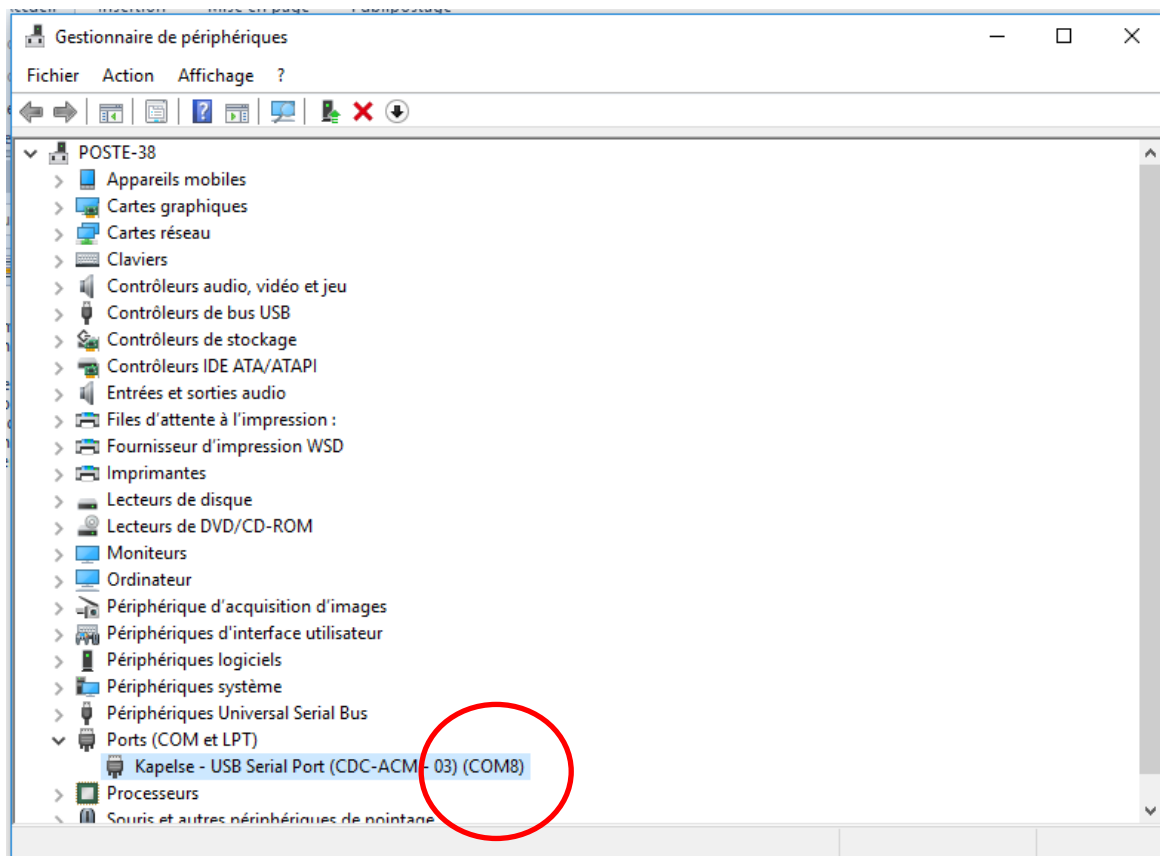 Gestionnaire de périphériques
Fichier Action Affichage ?
POSTE-38
Appareils mobiles
Cartes graphiques
Cartes réseau
Claviers
Contrôleurs audio, vidéo et jeu
Contrôleurs de bus USB
Contrôleurs de stockage
Contrôleurs IDE ATA/ATAPI
Entrées et sorties audio
Files d'attente à l'impression :
Fournisseur d'impression WSD
Imprimantes
Lecteurs de disque
Lecteurs de DVD/CD-ROM
Moniteurs
Ordinateur
Périphérique d'acquisition d'images
Périphériques d'interface utilisateur
Périphériques logiciels
Périphériques système
Périphériques Universal Serial Bus
Ports (COM et LPT)
Kapelse - USB Serial Port (CDC-ACM - 03) (COM8)
Processeurs
Souris et autres périphériques de pointage